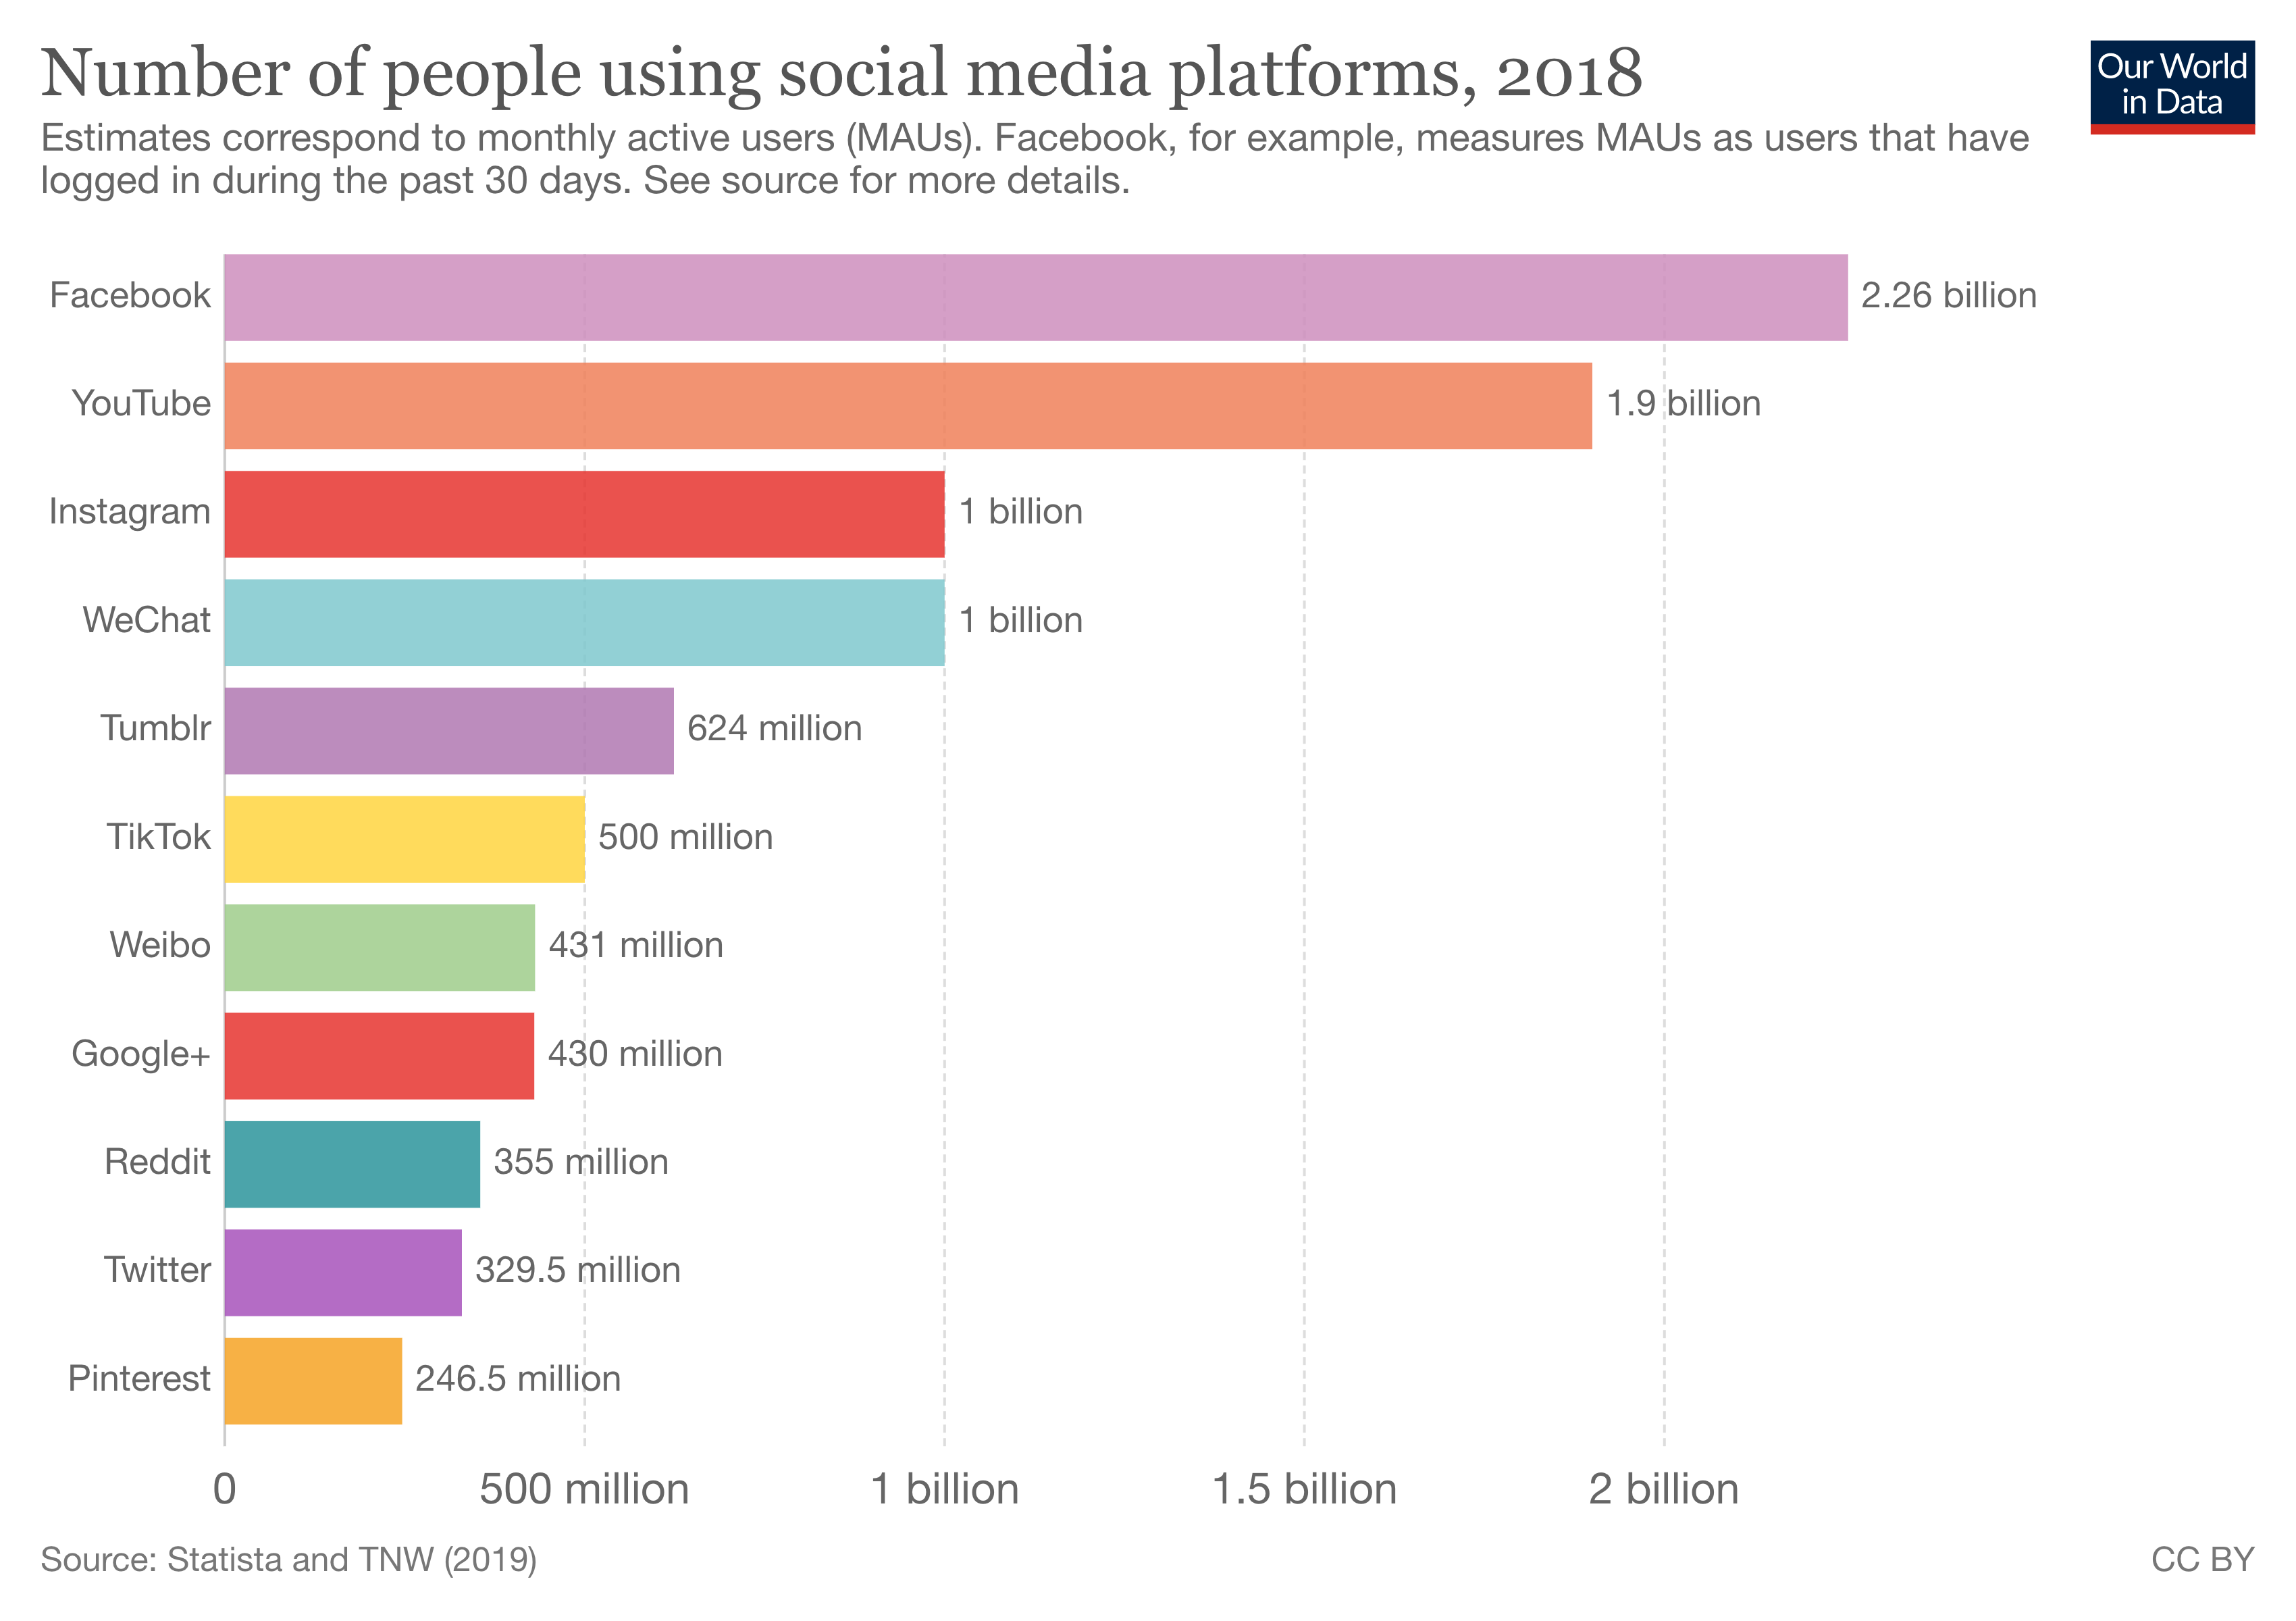 Number of people using social media platforms, 2018
Our World
in Data
Estimates correspond to monthly active users (MAUs). Facebook, for example, measures MAUs as users that have
logged in during the past 30 days. See source for more details.
Facebook 2.26 billion
YouTube 1.9 billion
Instagram 1 billion
WeChat 1 billion
Tumblr 624 million
TikTok 500 million
Weibo 431 million
Google+ 430 million
Reddit 355 million
Twitter 329.5 million
Pinterest 246.5 million
0 500 million 1 billion 1.5 billion 2 billion
Source: Statista and TNW (2019) CC BY